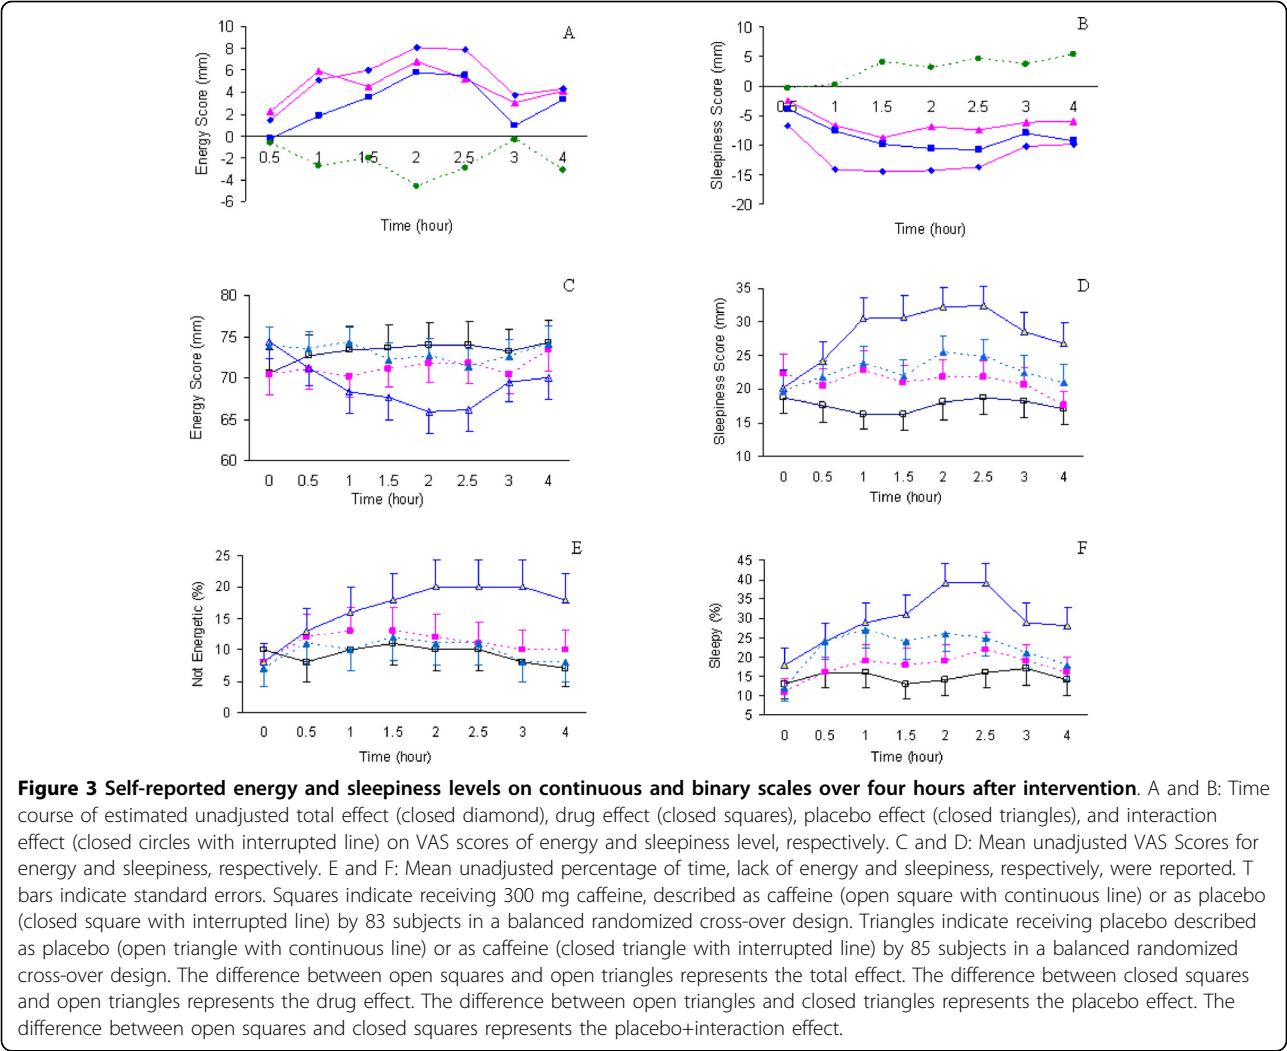 A
Energy Score (mm)
10
8
6
4
2
0
-2
-4
-6
0.5 1 1.5 2 2.5 3 4
Time (hour)
B
Sleepiness Score (mm)
10
5
0
-5
-10
-15
-20
0.5 1 1.5 2 2.5 3 4
Time (hour)
C
Energy Score (mm)
80
75
70
65
60
0 0.5 1 1.5 2 2.5 3 4
Time (hour)
D
Sleepiness Score (mm)
35
30
25
20
15
10
0 0.5 1 1.5 2 2.5 3 4
Time (hour)
E
Not Energetic (%)
25
20
15
10
5
0
0 0.5 1 1.5 2 2.5 3 4
Time (hour)
F
Sleepy (%)
45
40
35
30
25
20
15
10
5
0 0.5 1 1.5 2 2.5 3 4
Time (hour)
Figure 3 Self-reported energy and sleepiness levels on continuous and binary scales over four hours after intervention. A and B: Time
course of estimated unadjusted total effect (closed diamond), drug effect (closed squares), placebo effect (closed triangles), and interaction
effect (closed circles with interrupted line) on VAS scores of energy and sleepiness level, respectively. C and D: Mean unadjusted VAS Scores for
energy and sleepiness, respectively. E and F: Mean unadjusted percentage of time, lack of energy and sleepiness, respectively, were reported. T
bars indicate standard errors. Squares indicate receiving 300 mg caffeine, described as caffeine (open square with continuous line) or as placebo
(closed square with interrupted line) by 83 subjects in a balanced randomized cross-over design. Triangles indicate receiving placebo described
as placebo (open triangle with continuous line) or as caffeine (closed triangle with interrupted line) by 85 subjects in a balanced randomized
cross-over design. The difference between open squares and open triangles represents the total effect. The difference between closed squares
and open triangles represents the drug effect. The difference between open triangles and closed triangles represents the placebo effect. The
difference between open squares and closed squares represents the placebo+interaction effect.